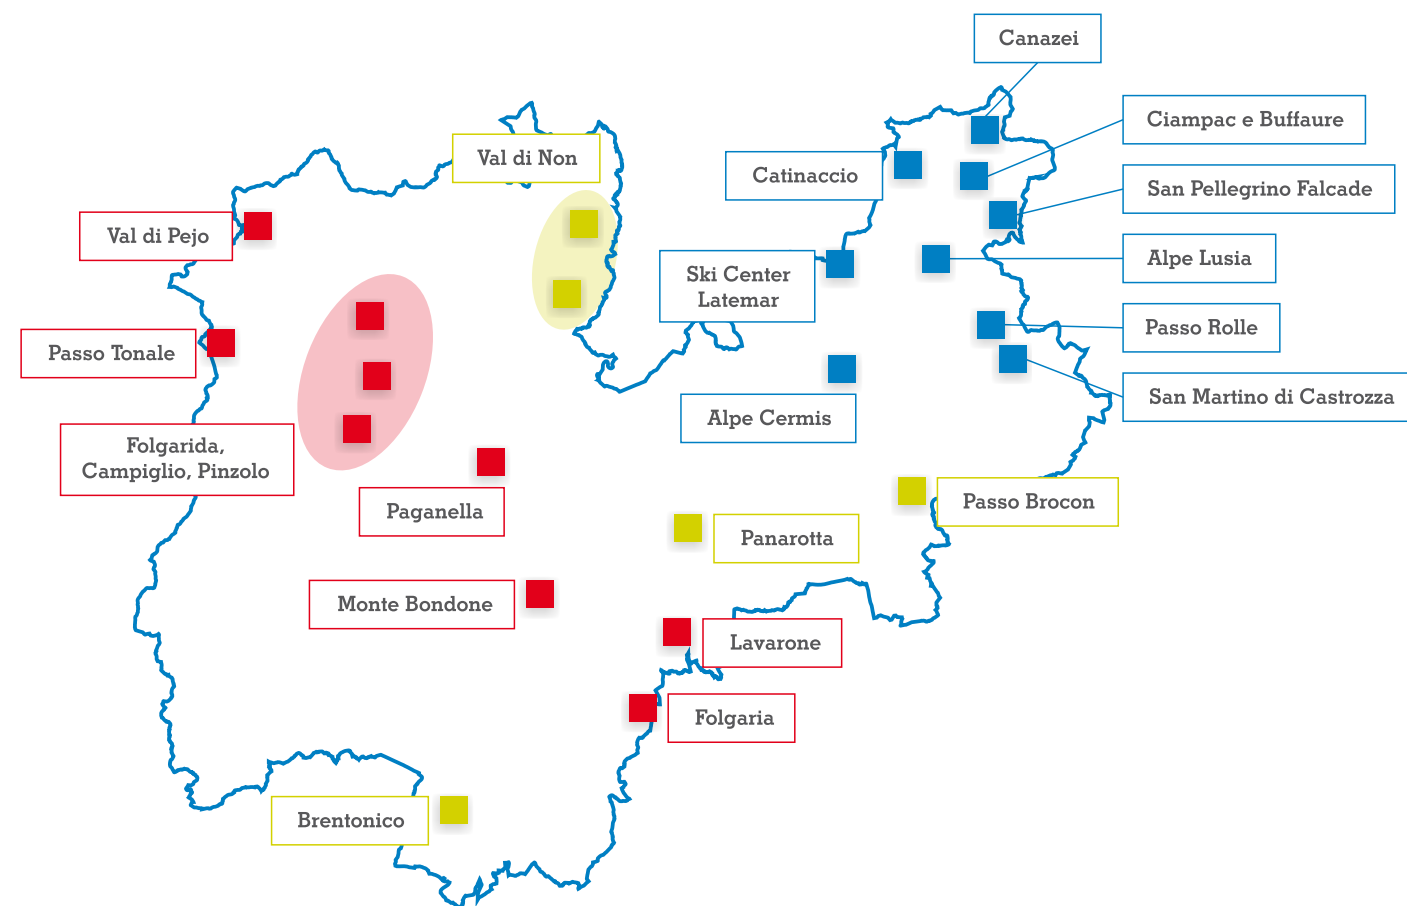 Canazei
Ciampac e Buffaure
Val di Non
Catinaccio
San Pellegrino Falcade
Val di Pejo
Alpe Lusia
Ski Center
Latemar
Passo Rolle
Passo Tonale
San Martino di Castrozza
Alpe Cermis
Folgarida,
Campiglio, Pinzolo
Paganella
Passo Brocon
Panarotta
Monte Bondone
Lavarone
Folgaria
Brentonico